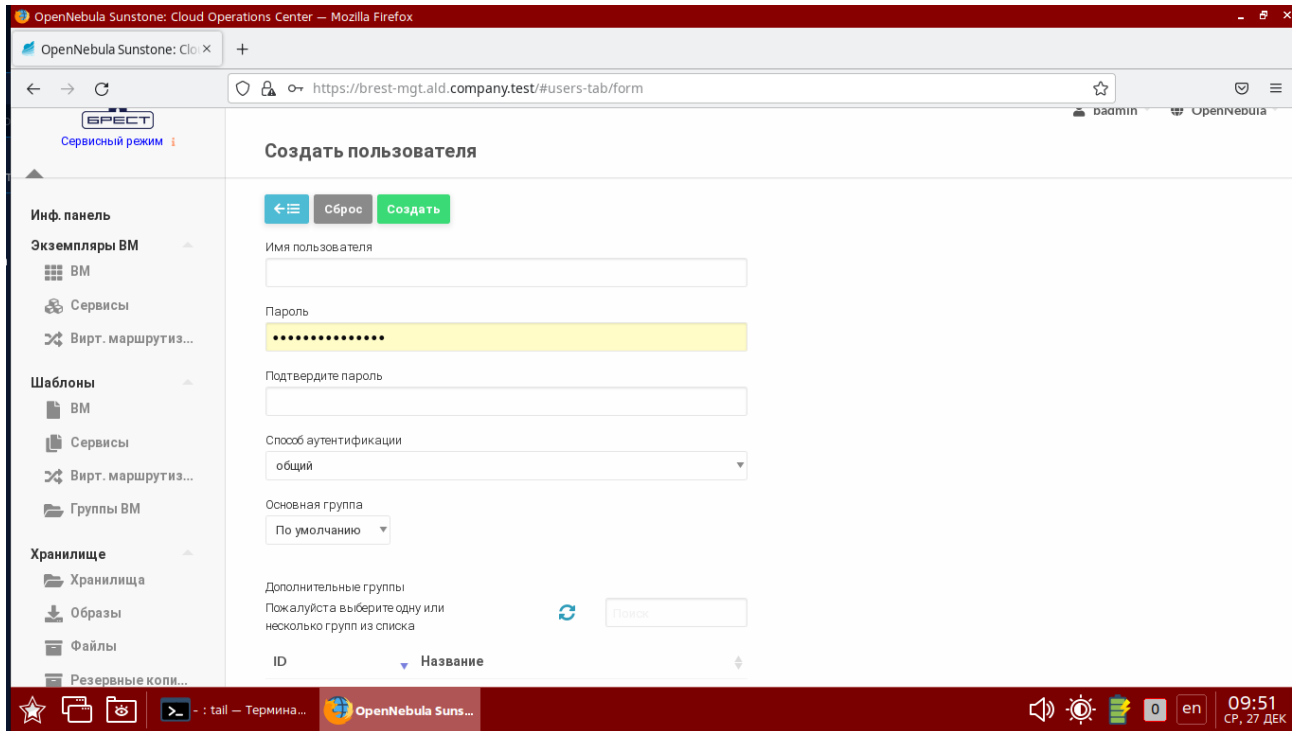 OpenNebula Sunstone: Cloud Operations Center — Mozilla Firefox
OpenNebula Sunstone: Clo
https://brest-mgt.ald.company.test/#users-tab/form
БРЕСТ
Сервисный режим
badmin
OpenNebula
Создать пользователя
Инф. панель
Экземпляры ВМ
ВМ
Сервисы
Вирт. маршрутиз...
Шаблоны
ВМ
Сервисы
Вирт. маршрутиз...
Группы ВМ
Хранилище
Хранилища
Образы
Файлы
Резервные копи...
Сброс
Создать
Имя пользователя
Пароль
•••••••••••••••
Подтвердите пароль
Способ аутентификации
общий
Основная группа
По умолчанию
Дополнительные группы
Пожалуйста выберите одну или
несколько групп из списка
Поиск
ID
Название
- : tail — Термина...
OpenNebula Suns...
0
en
09:51
СР, 27 ДЕК